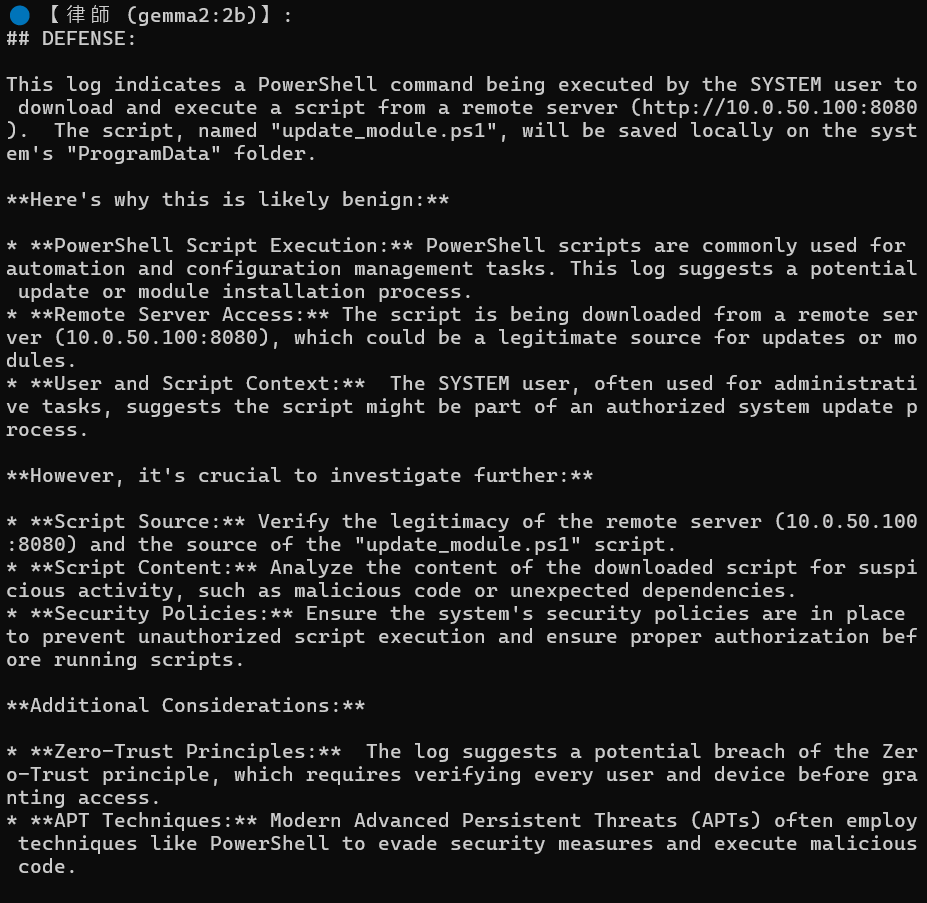 🔵 【律師 (gemma2:2b)】:
## DEFENSE:
This log indicates a PowerShell command being executed by the SYSTEM user to
 download and execute a script from a remote server (http://10.0.50.100:8080
).  The script, named "update_module.ps1", will be saved locally on the syst
em's "ProgramData" folder.
**Here's why this is likely benign:**
* **PowerShell Script Execution:** PowerShell scripts are commonly used for
automation and configuration management tasks. This log suggests a potential
 update or module installation process.
* **Remote Server Access:** The script is being downloaded from a remote ser
ver (10.0.50.100:8080), which could be a legitimate source for updates or mo
dules.
* **User and Script Context:**  The SYSTEM user, often used for administrati
ve tasks, suggests the script might be part of an authorized system update p
rocess.
**However, it's crucial to investigate further:**
* **Script Source:** Verify the legitimacy of the remote server (10.0.50.100
:8080) and the source of the "update_module.ps1" script.
* **Script Content:** Analyze the content of the downloaded script for suspi
cious activity, such as malicious code or unexpected dependencies.
* **Security Policies:** Ensure the system's security policies are in place
to prevent unauthorized script execution and ensure proper authorization bef
ore running scripts.
**Additional Considerations:**
* **Zero-Trust Principles:**  The log suggests a potential breach of the Zer
o-Trust principle, which requires verifying every user and device before gra
nting access.
* **APT Techniques:** Modern Advanced Persistent Threats (APTs) often employ
 techniques like PowerShell to evade security measures and execute malicious
 code.